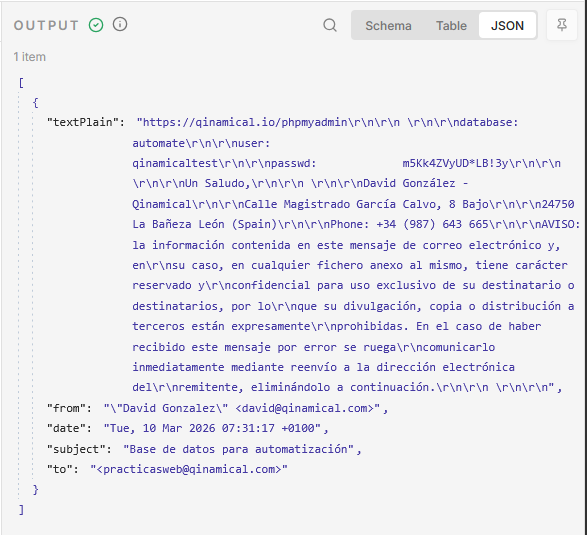 OUTPUT
Schema Table JSON
1 item
[
{
"textPlain": "https://qinamical.io/phpmyadmin\r\n\r\n \r\n\r\ndatabase:
automate\r\n\r\nuser:
qinamicaltest\r\n\r\npasswd: m5Kk4ZVyUD*LB!3y\r\n\r\n
\r\n\r\nUn Saludo,\r\n\r\n \r\n\r\nDavid González -
Qinamical\r\n\r\nCalle Magistrado García Calvo, 8 Bajo\r\n\r\n24750
La Bañeza León (Spain)\r\n\r\nPhone: +34 (987) 643 665\r\n\r\nAVISO:
la información contenida en este mensaje de correo electrónico y,
en\r\nsu caso, en cualquier fichero anexo al mismo, tiene carácter
reservado y\r\nconfidencial para uso exclusivo de su destinatario o
destinatarios, por lo\r\nque su divulgación, copia o distribución a
terceros están expresamente\r\nprohibidas. En el caso de haber
recibido este mensaje por error se ruega\r\ncomunicarlo
inmediatamente mediante reenvío a la dirección electrónica
del\r\nremitente, eliminándolo a continuación.\r\n\r\n \r\n\r\n",
"from": "\"David Gonzalez\" <david@qinamical.com>",
"date": "Tue, 10 Mar 2026 07:31:17 +0100",
"subject": "Base de datos para automatización",
"to": "<practicasweb@qinamical.com>"
}
]